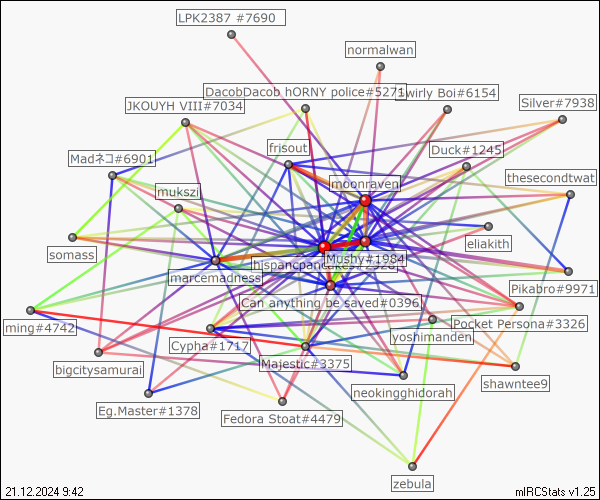 LPK2387 #7690
normalwan
DacobDacob hORNY police#5271
wirly Boi#6154
JKOUYH VIII#7034
Silver#7938
frisout
Duck#1245
Madネコ#6901
moonraven
thesecondtwat
mukszi
eliakith
somass
Mushy#1984
marcemadness
Pikabro#9971
Can anything be saved#0396
ming#4742
Pocket Persona#3326
Cypha#1717
yoshimanden
Majestic#3375
bigcitysamurai
shawntee9
neokingghidorah
Eg.Master#1378
Fedora Stoat#4479
zebula
21.12.2024 9:42
mIRCStats v1.25